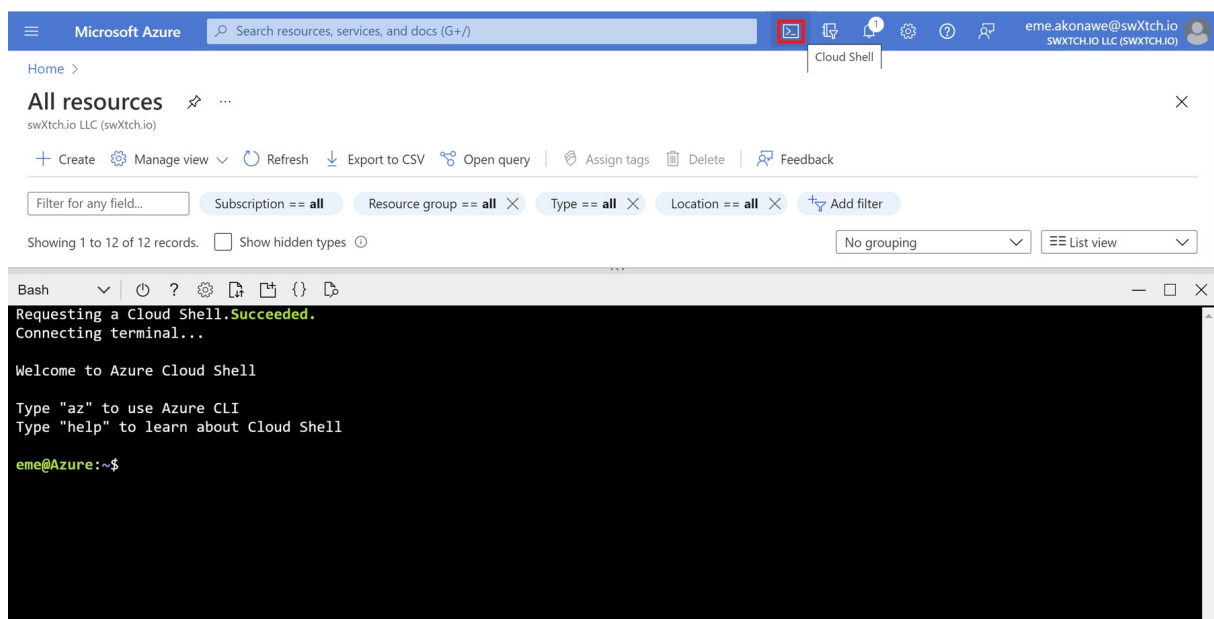 Microsoft Azure Search resources, services, and docs (G+/) 1 eme.akonawe@swXtch.io
SWXTCH.IO LLC (SWXTCH.IO)
Cloud Shell
Home >
All resources ...
swXtch.io LLC (swXtch.io)
+ Create Manage view Refresh Export to CSV Open query Assign tags Delete Feedback
Filter for any field... Subscription == all Resource group == all Type == all Location == all Add filter
Showing 1 to 12 of 12 records. Show hidden types No grouping List view
Bash ? {}
Requesting a Cloud Shell.Succeeded.
Connecting terminal...
Welcome to Azure Cloud Shell
Type "az" to use Azure CLI
Type "help" to learn about Cloud Shell
eme@Azure:~$